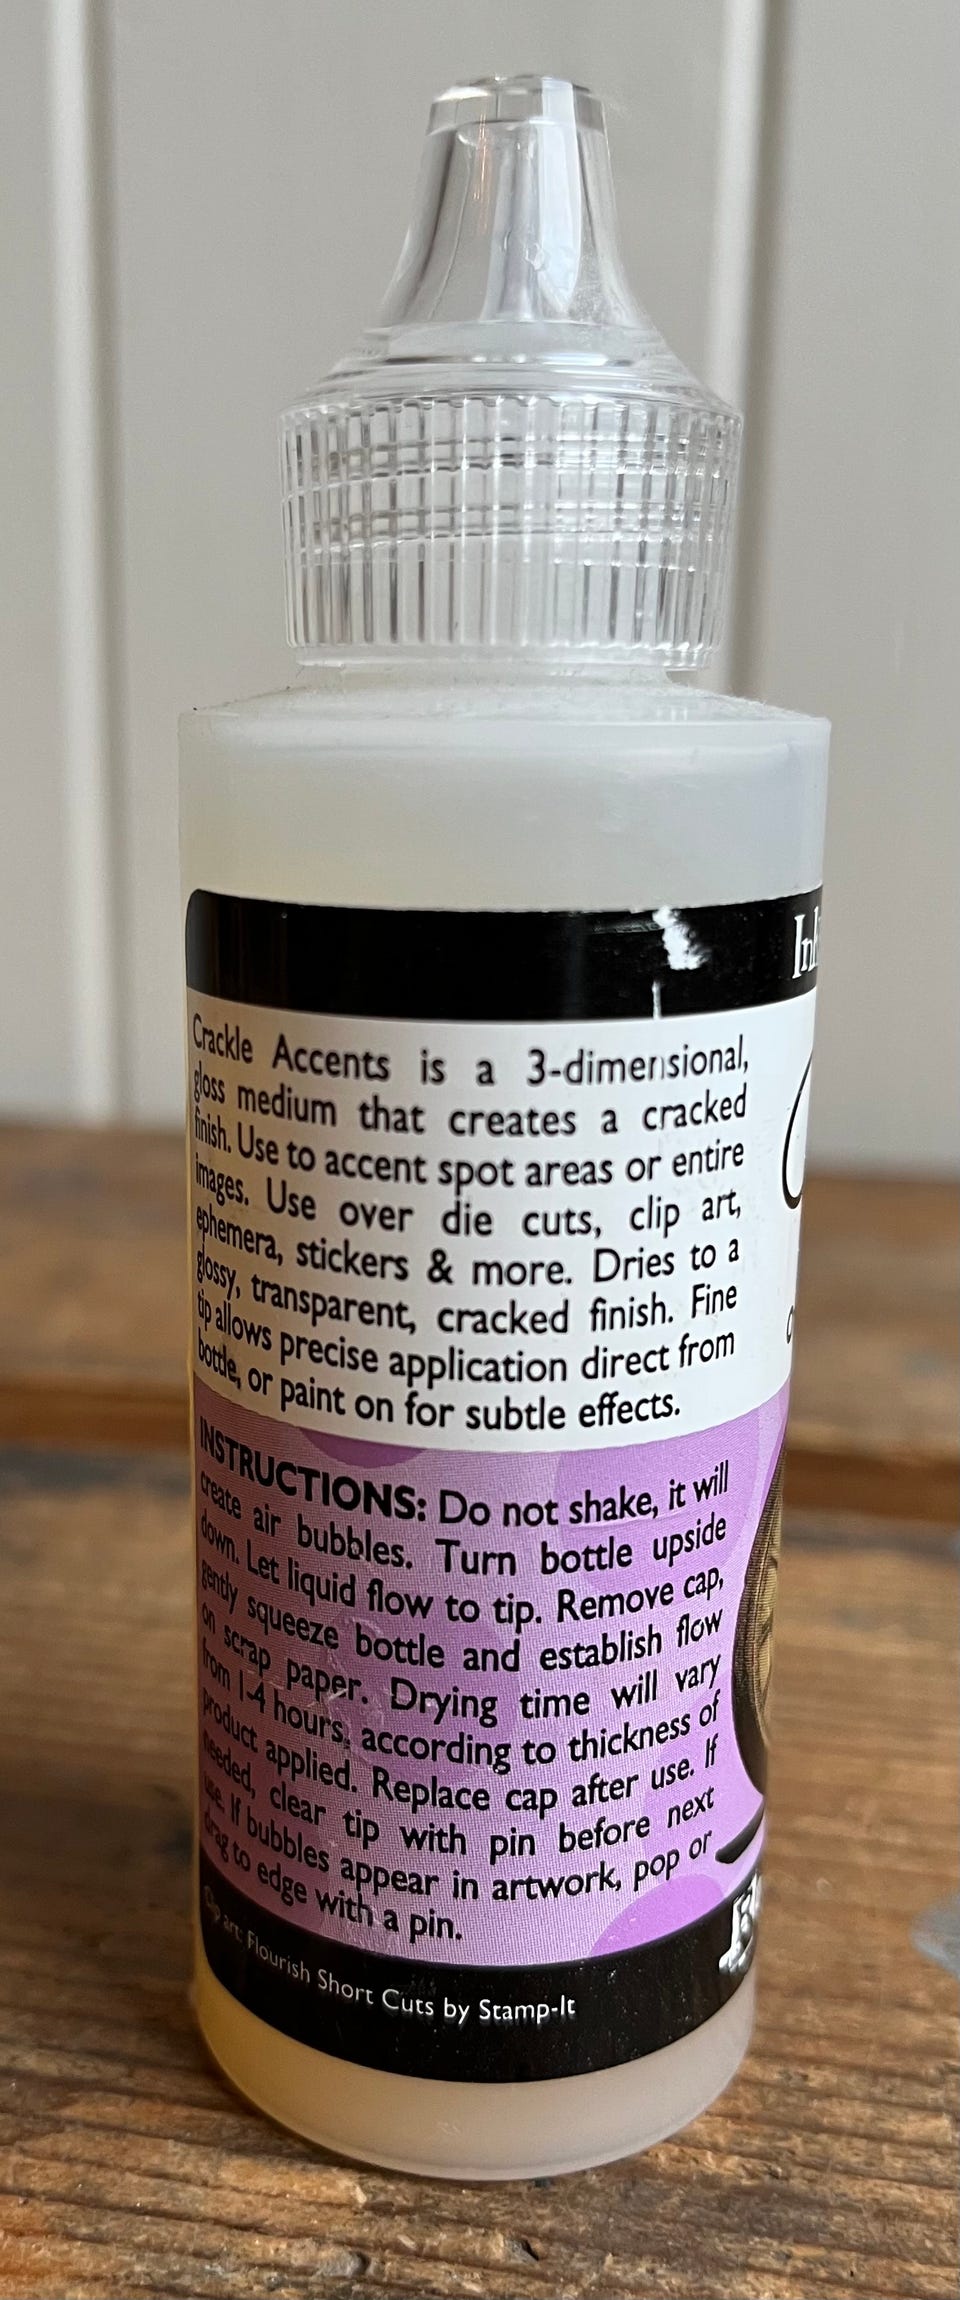 Crackle Accents is a 3-dimensional,
gloss medium that creates a cracked
finish. Use to accent spot areas or entire
images. Use over die cuts, clip art,
ephemera, stickers & more. Dries to a
glossy, transparent, cracked finish. Fine
tip allows precise application direct from
bottle, or paint on for subtle effects.
INSTRUCTIONS: Do not shake, it will
create air bubbles. Turn bottle upside
down. Let liquid flow to tip. Remove cap,
gently squeeze bottle and establish flow
on scrap paper. Drying time will vary
from 1-4 hours, according to thickness of
product applied. Replace cap after use. If
needed, clear tip with pin before next
use. If bubbles appear in artwork, pop or
drag to edge with a pin.
Clip art: Flourish Short Cuts by Stamp-It